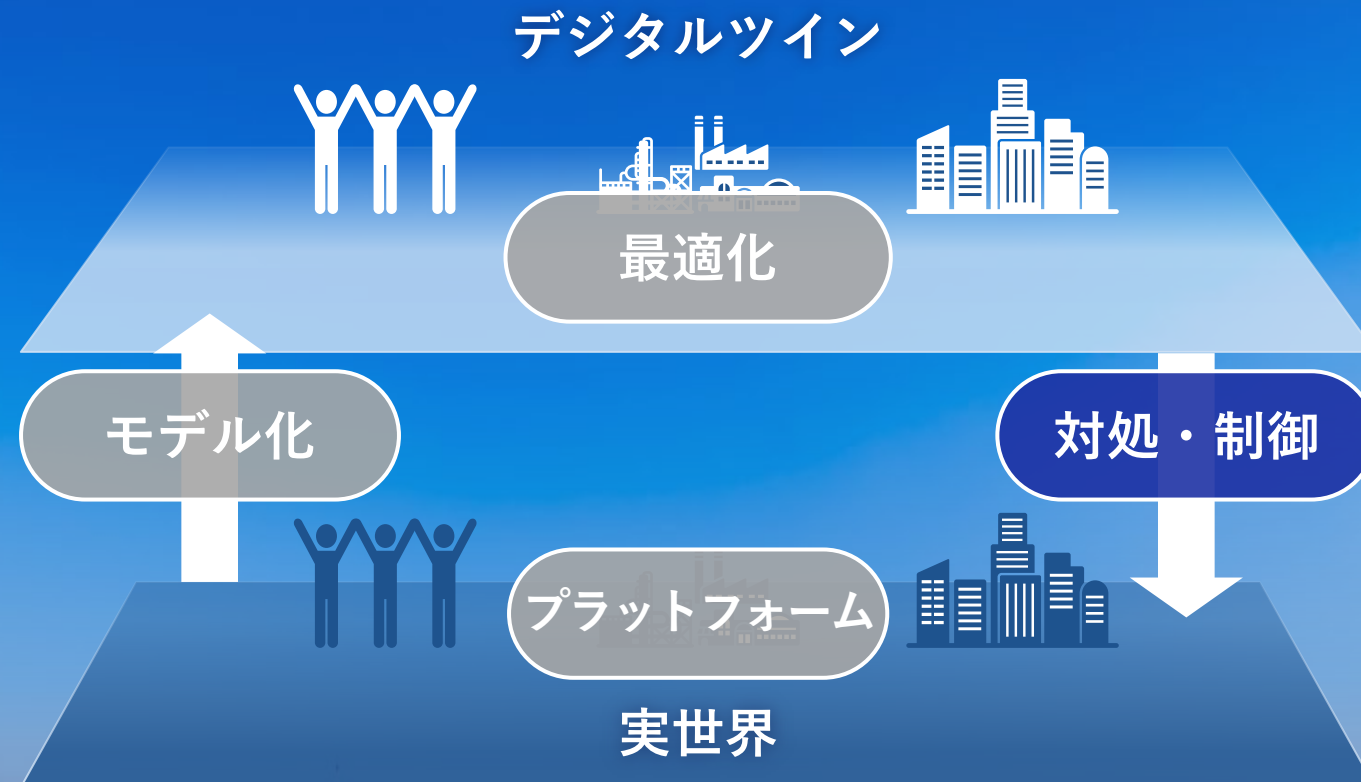 デジタルツイン
最適化
モデル化
対処・制御
プラットフォーム
実世界